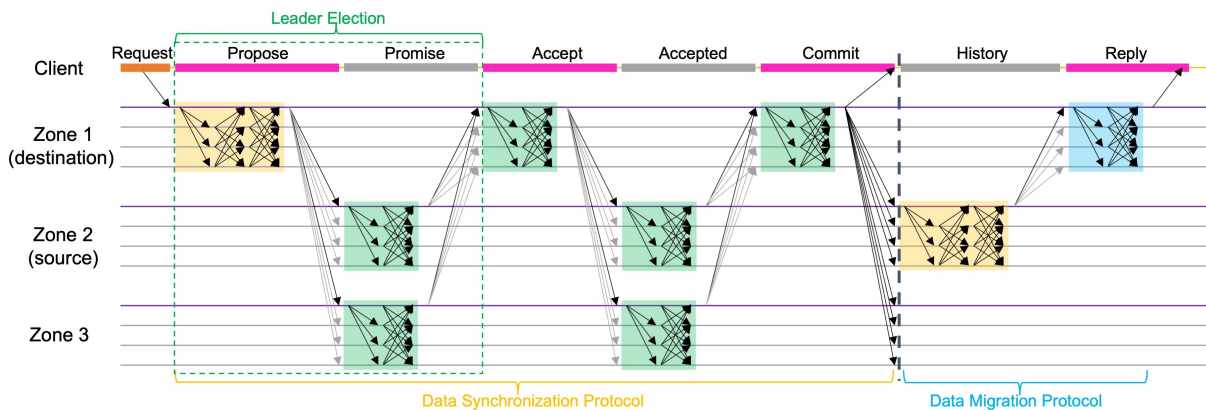 Leader Election
Request
Propose
Promise
Accept
Accepted
Commit
History
Reply
Client
Zone 1
(destination)
Zone 2
(source)
Zone 3
Data Synchronization Protocol
Data Migration Protocol